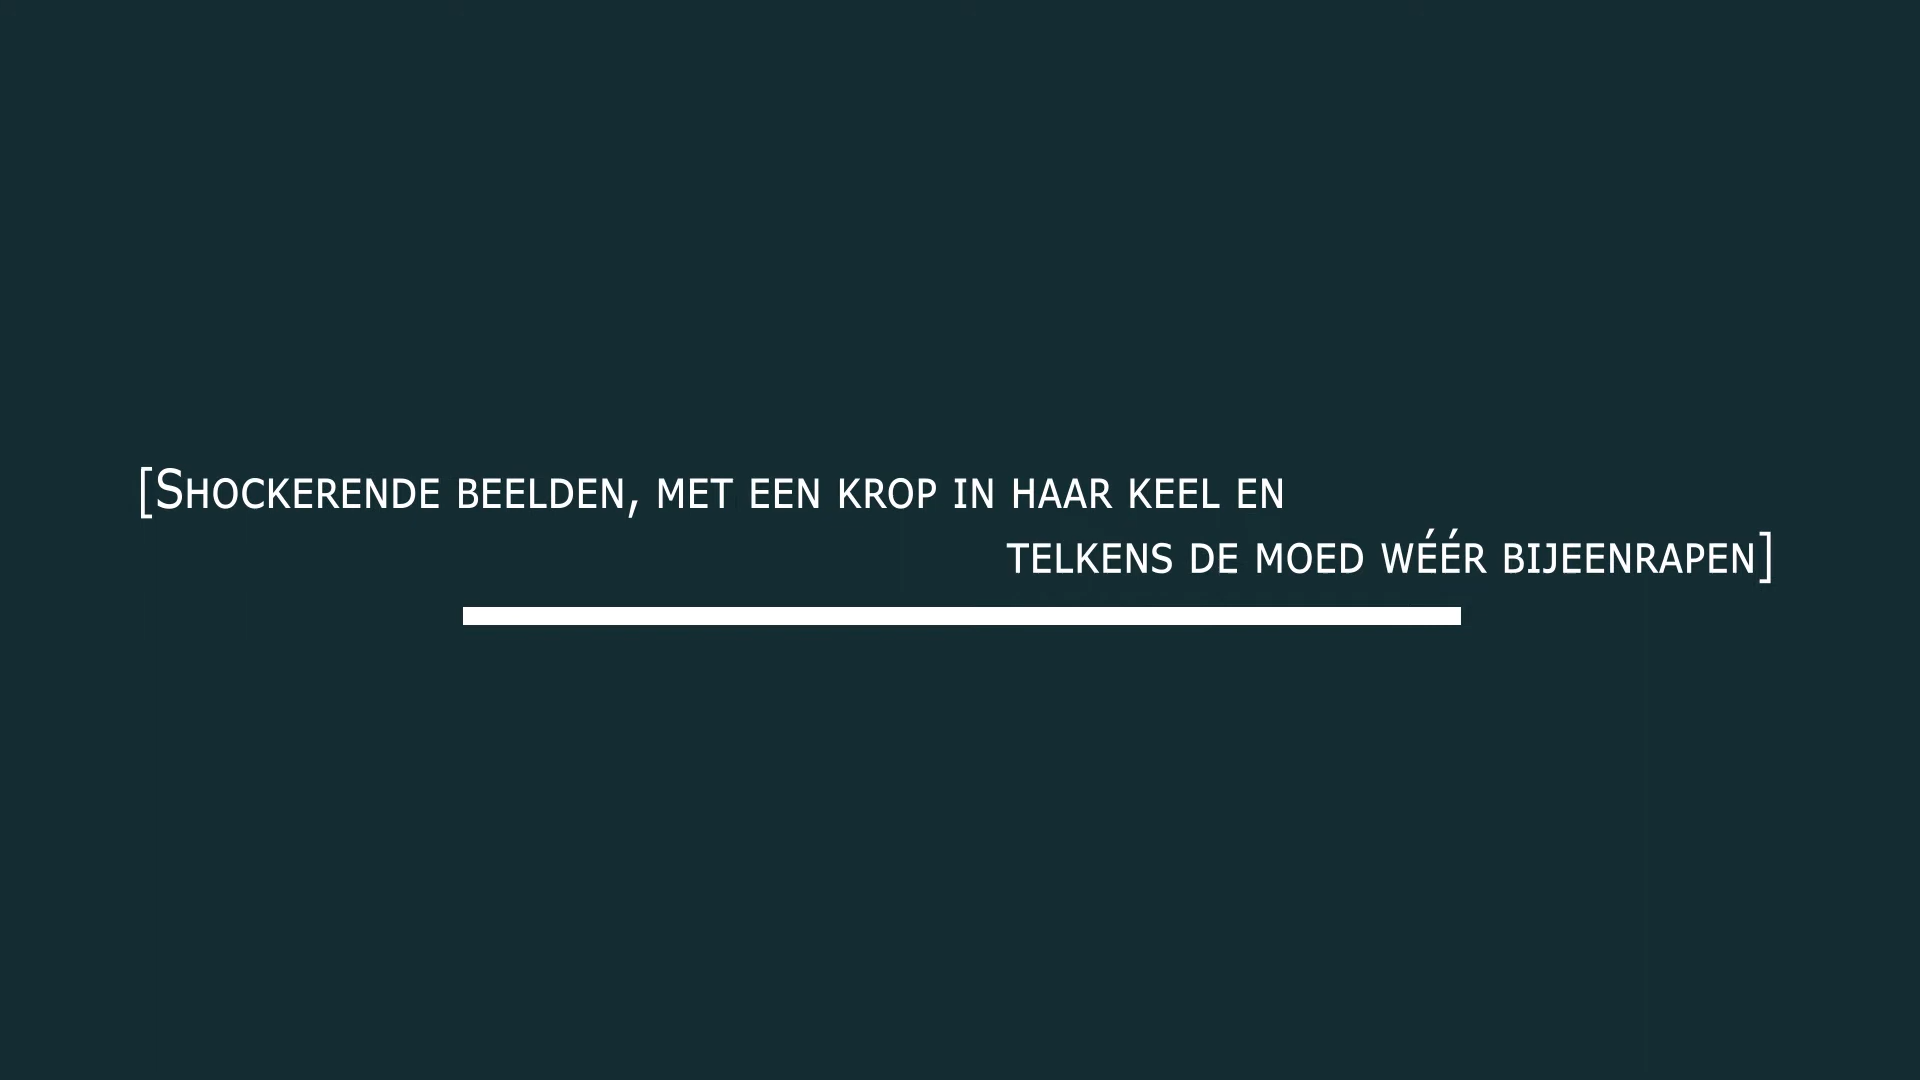 [Shockerende beelden, met een krop in haar keel en
telkens de moed wéér bijeenrapen]